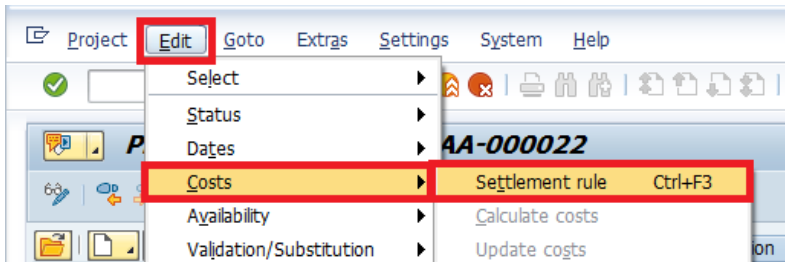 Project Edit Goto Extras Settings System Help
Select
Status
Dates AA-000022
Costs Settlement rule Ctrl+F3
Availability Calculate costs
Validation/Substitution Update costs